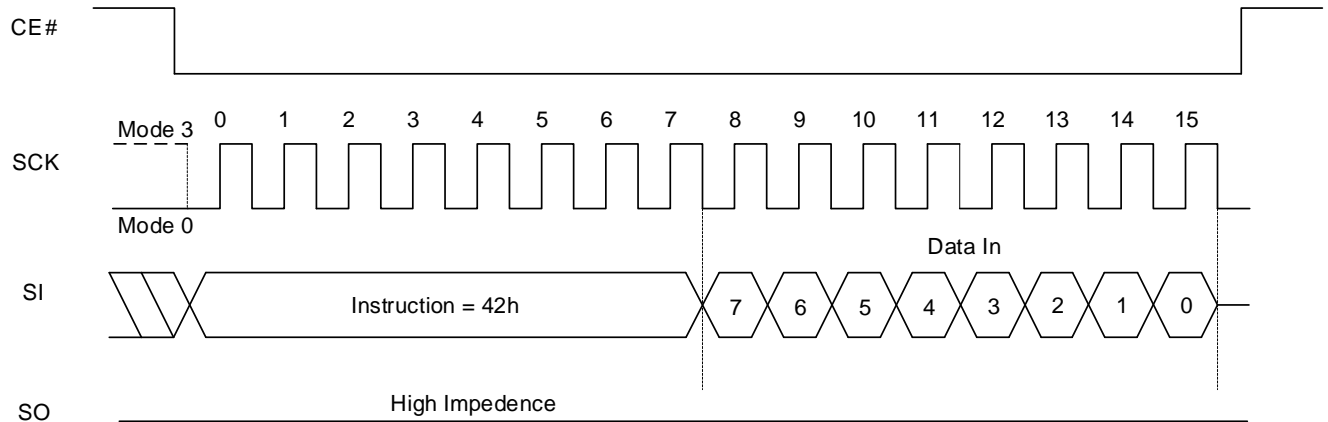 CE#
Mode 3
0 1 2 3 4 5 6 7 8 9 10 11 12 13 14 15
SCK
Mode 0
Data In
SI
Instruction = 42h
7 6 5 4 3 2 1 0
High Impedence
SO